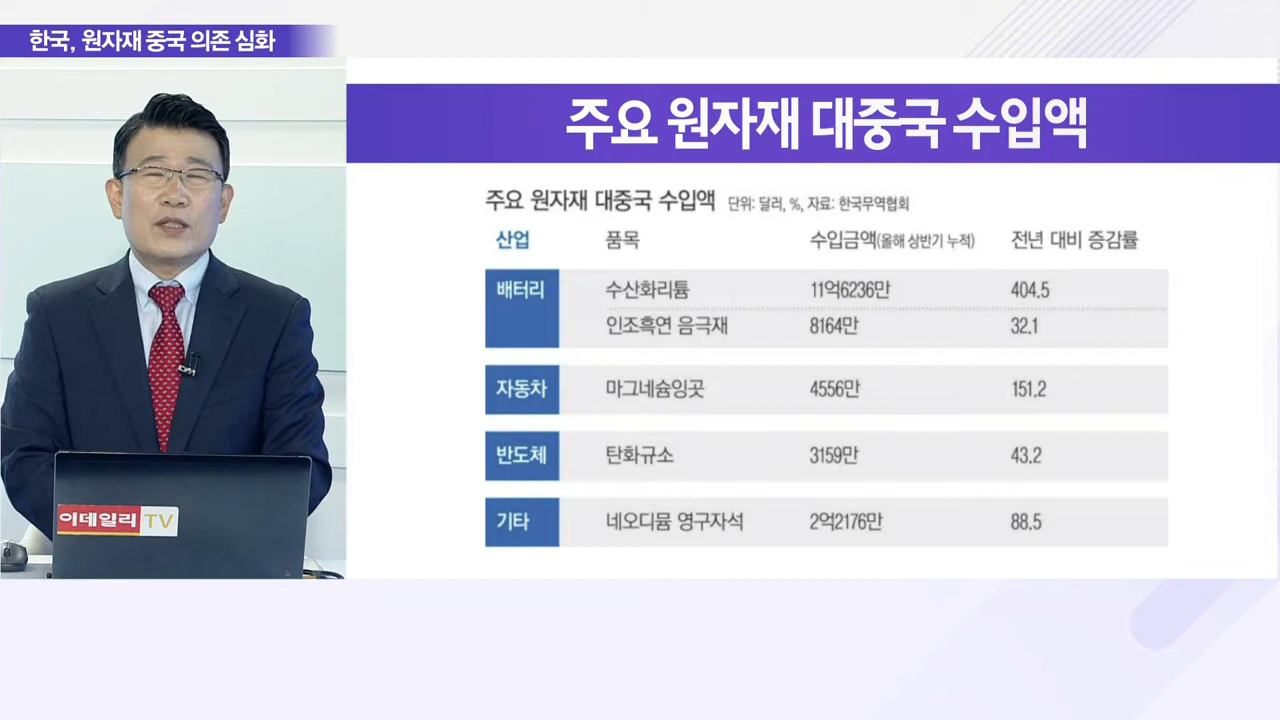 한국, 원자재 중국 의존 심화
주요 원자재 대중국 수입액
주요 원자재 대중국 수입액 단위: 달러, %, 자료: 한국무역협회
산업 품목 수입금액(올해 상반기 누적) 전년 대비 증감률
배터리 수산화리튬 11억6236만 404.5
인조흑연 음극재 8164만 32.1
자동차 마그네슘잉곳 4556만 151.2
반도체 탄화규소 3159만 43.2
기타 네오디뮴 영구자석 2억2176만 88.5
이데일리 TV